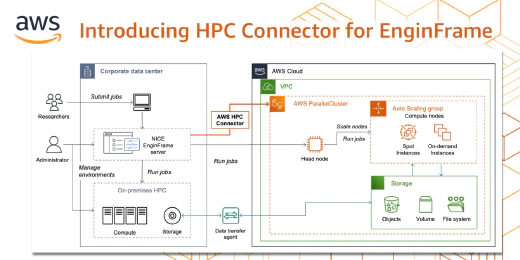 aws
Introducing HPC Connector for EnginFrame
Corporate data center
aws
AWS Cloud
VPC
Submit jobs
AWS ParallelCluster
Auto Scaling group
Compute nodes
Researchers
AWS HPC
Connector
Scale nodes
Run jobs
NICE
EnginFrame
server
Administrator
Run jobs
Head node
Spot
Instances
On-demand
Instances
Manage
environments
Run jobs
On-premises HPC
Storage
Compute
Storage
Data transfer
agent
Objects
Volume
File system